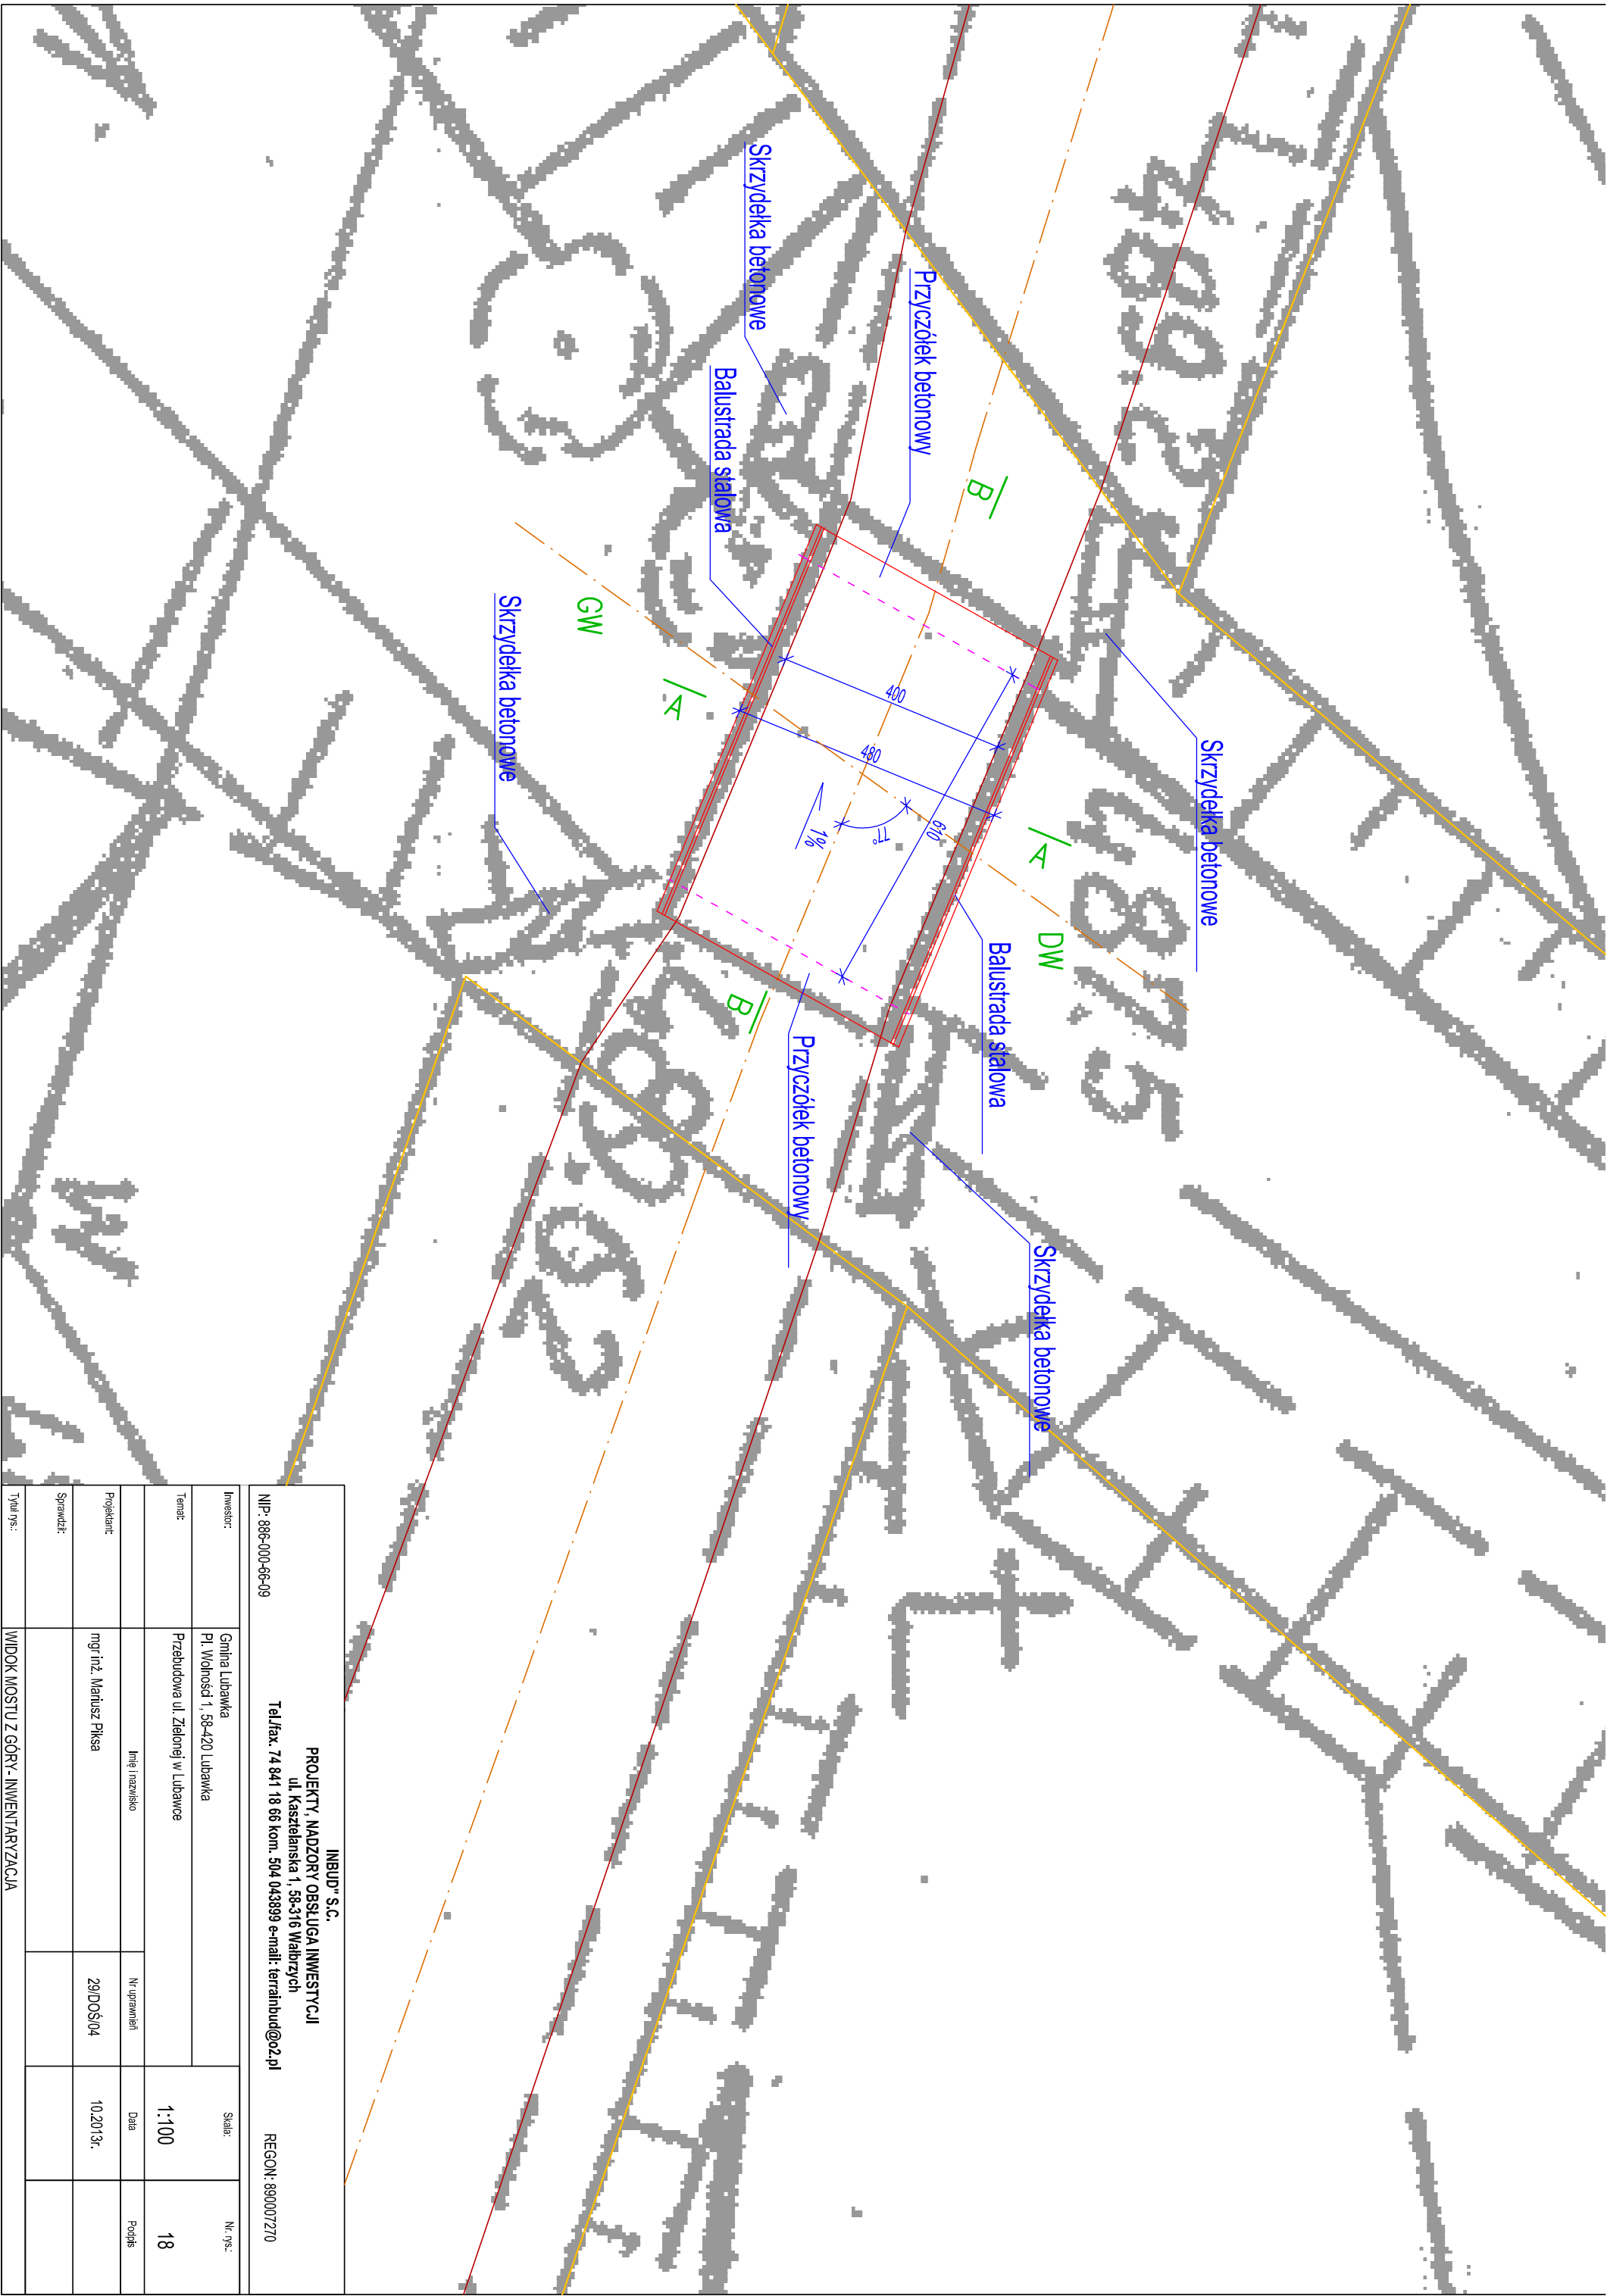 Skrzydełka betonowe
Przyczółek betonowy
Balustrada stalowa
Skrzydełka betonowe
Skrzydełka betonowe
Balustrada stalowa
Przyczółek betonowy
Skrzydełka betonowe
B
B
A
A
GW
DW
400
480
610
77°
1%
487,5
INBUD" S.C.
PROJEKTY, NADZORY OBSŁUGA INWESTYCJI
ul. Kasztelanska 1, 58-316 Wałbrzych
Tel./fax. 74 841 18 66 kom. 504 043899 e-mail: terrainbud@o2.pl
NIP: 886-000-66-09
REGON: 890007270
Inwestor:
Gmina Lubawka
Pl. Wolności 1, 58-420 Lubawka
Skala:
Nr. rys.:
Temat:
Przebudowa ul. Zielonej w Lubawce
1:100
18
Imię i nazwisko
Nr uprawnień
Data
Podpis
Projektant:
mgr inż. Mariusz Piksa
29/DOŚ/04
10.2013r.
Sprawdził:
Tytuł rys.:
WIDOK MOSTU Z GÓRY- INWENTARYZACJA